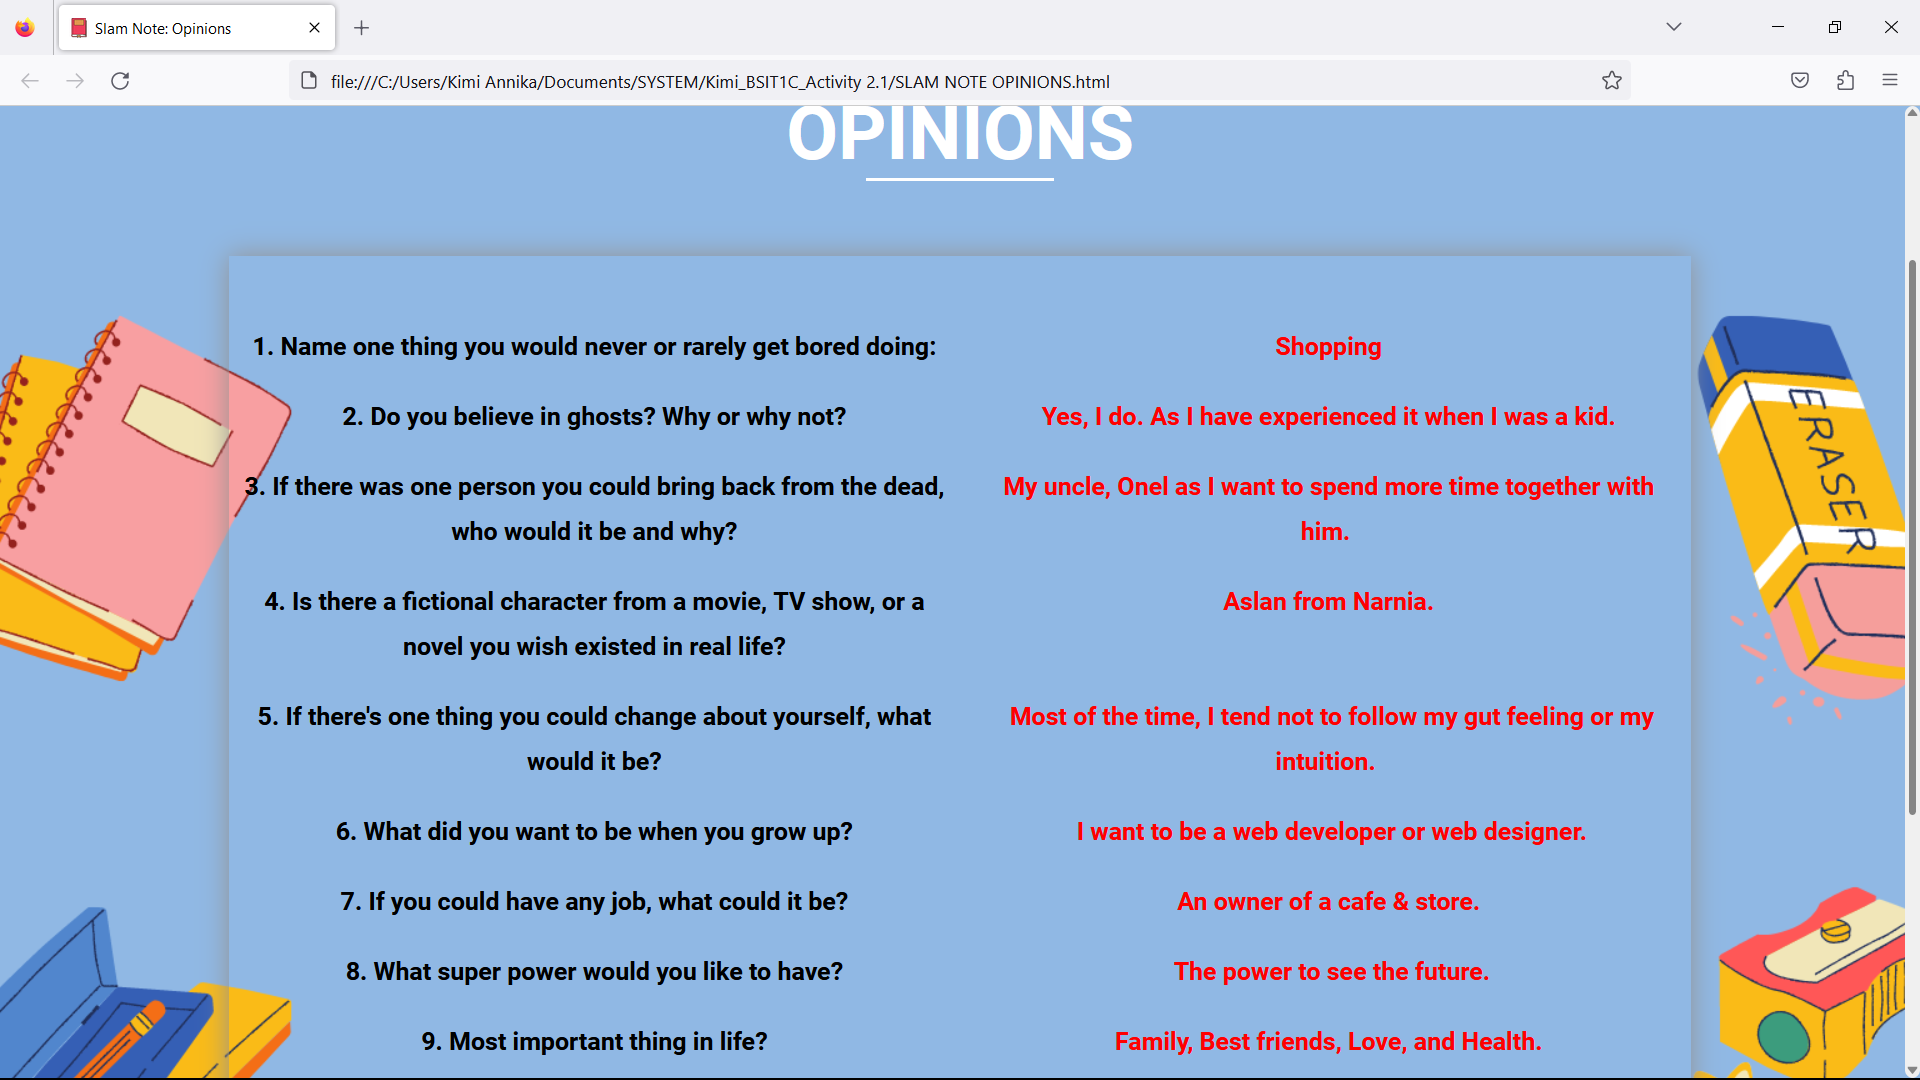 Slam Note: Opinions
file:///C:/Users/Kimi Annika/Documents/SYSTEM/Kimi_BSIT1C_Activity 2.1/SLAM NOTE OPINIONS.html
OPINIONS
1. Name one thing you would never or rarely get bored doing:
Shopping
2. Do you believe in ghosts? Why or why not?
Yes, I do. As I have experienced it when I was a kid.
3. If there was one person you could bring back from the dead,
who would it be and why?
My uncle, Onel as I want to spend more time together with
him.
4. Is there a fictional character from a movie, TV show, or a
novel you wish existed in real life?
Aslan from Narnia.
5. If there's one thing you could change about yourself, what
would it be?
Most of the time, I tend not to follow my gut feeling or my
intuition.
6. What did you want to be when you grow up?
I want to be a web developer or web designer.
7. If you could have any job, what could it be?
An owner of a cafe & store.
8. What super power would you like to have?
The power to see the future.
9. Most important thing in life?
Family, Best friends, Love, and Health.
ERASER